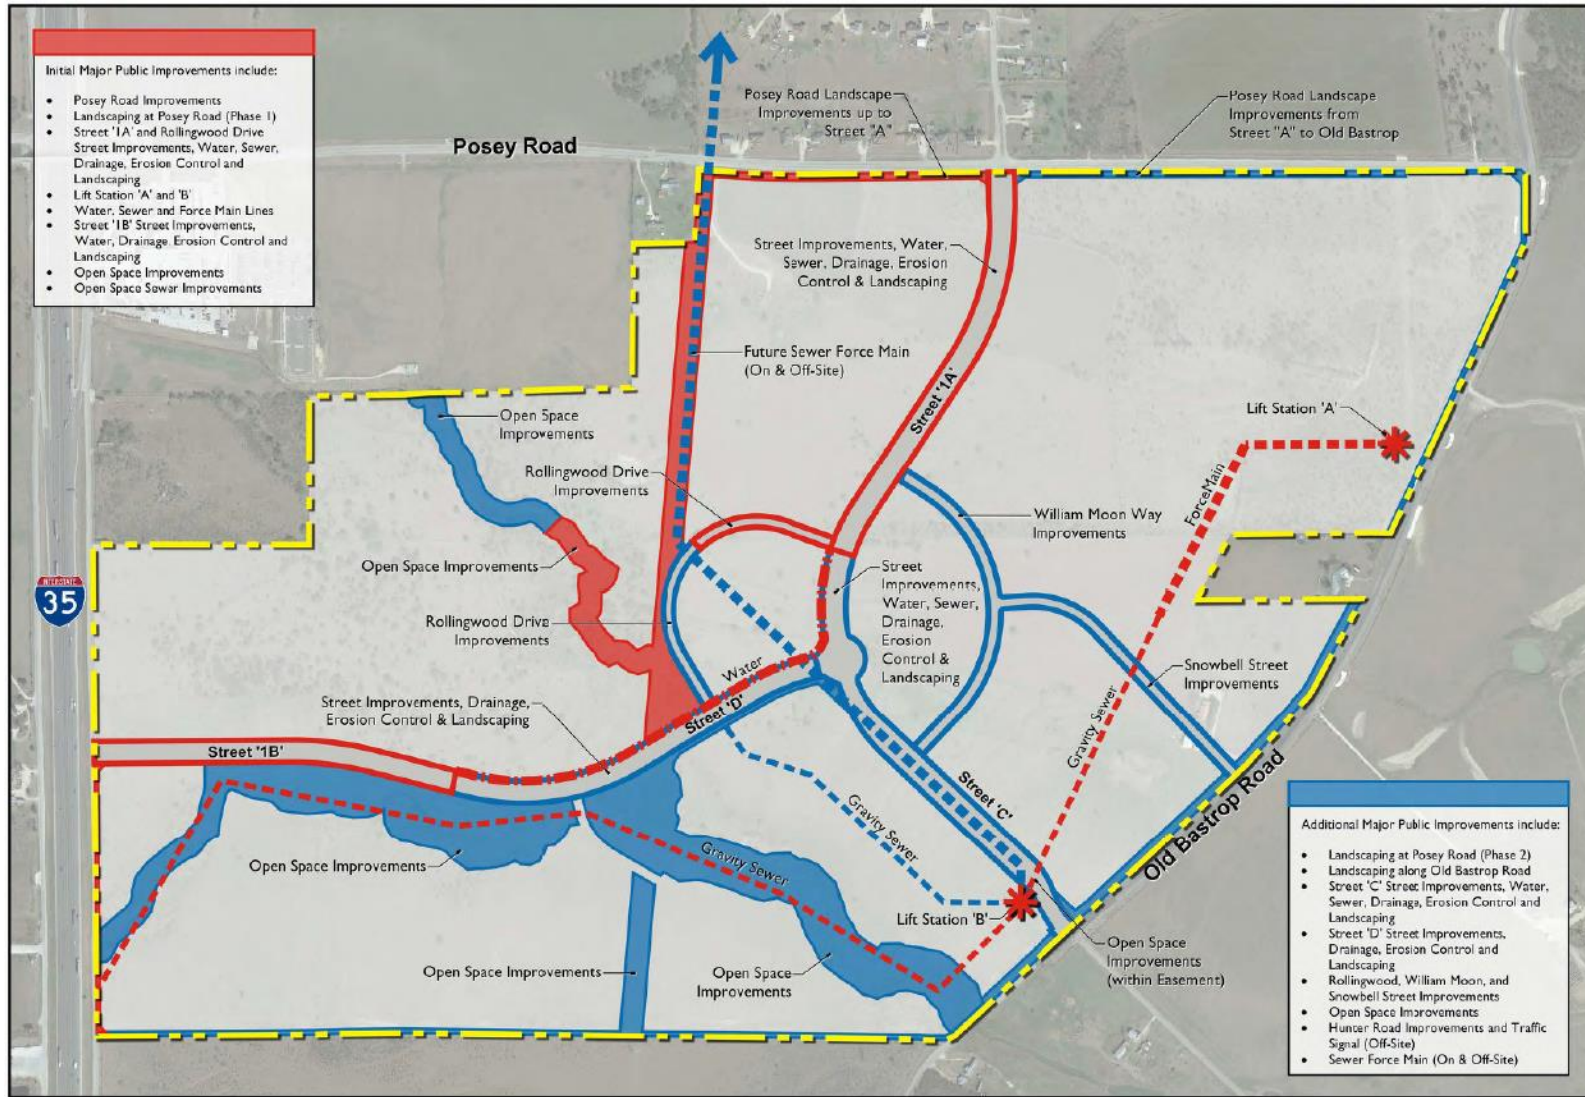 Initial Major Public Improvements include:
• Posey Road Improvements
• Landscaping at Posey Road (Phase 1)
• Street '1A' and Rollingwood Drive
Street Improvements, Water, Sewer,
Drainage, Erosion Control and
Landscaping
• Lift Station 'A' and 'B'
• Water, Sewer and Force Main Lines
• Street '1B' Street Improvements,
Water, Drainage, Erosion Control and
Landscaping
• Open Space Improvements
• Open Space Sewer Improvements
Posey Road
Posey Road Landscape
Improvements up to
Street "A"
Posey Road Landscape
Improvements from
Street "A" to Old Bastrop
Street Improvements, Water,
Sewer, Drainage, Erosion
Control & Landscaping
Future Sewer Force Main
(On & Off-Site)
Street '1A'
Open Space
Improvements
Lift Station 'A'
Rollingwood Drive
Improvements
ForceMain
William Moon Way
Improvements
Open Space Improvements
Street
Improvements,
Water, Sewer,
Drainage,
Erosion
Control &
Landscaping
INTERSTATE
35
Rollingwood Drive
Improvements
Water
Snowbell Street
Improvements
Street Improvements, Drainage,
Erosion Control & Landscaping
Street 'D'
Gravity Sewer
Street '1B'
Street 'C'
Gravity Sewer
Old Bastrop Road
Open Space Improvements
Gravity Sewer
Lift Station 'B'
Open Space Improvements
Open Space
Improvements
Open Space
Improvements
(within Easement)
Additional Major Public Improvements include:
• Landscaping at Posey Road (Phase 2)
• Landscaping along Old Bastrop Road
• Street 'C' Street Improvements, Water,
Sewer, Drainage, Erosion Control and
Landscaping
• Street 'D' Street Improvements,
Drainage, Erosion Control and
Landscaping
• Rollingwood, William Moon, and
Snowbell Street Improvements
• Open Space Improvements
• Hunter Road Improvements and Traffic
Signal (Off-Site)
• Sewer Force Main (On & Off-Site)